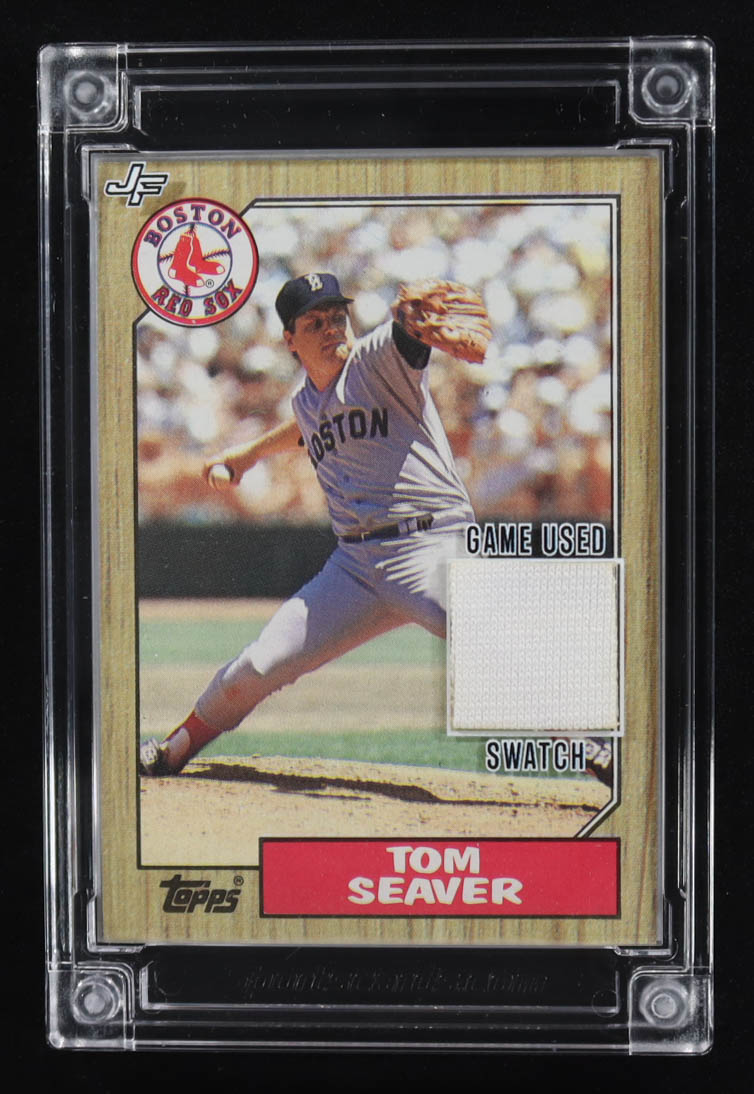 JF
BOSTON
RED SOX
®
B
BOSTON
GAME USED
SWATCH
TOPPS®
TOM
SEAVER